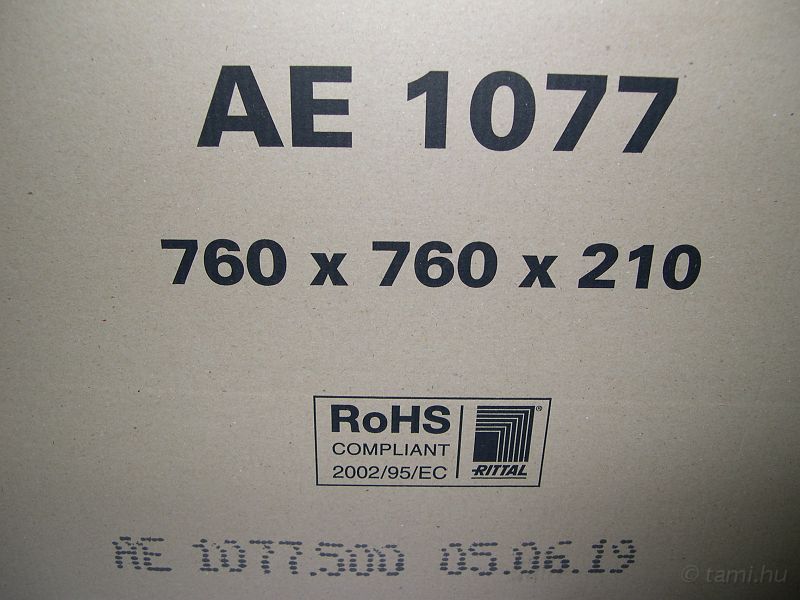 AE 1077
760 x 760 x 210
RoHS
COMPLIANT
2002/95/EC
®
RITTAL
AE 1077.500 05.06.19
© tami.hu